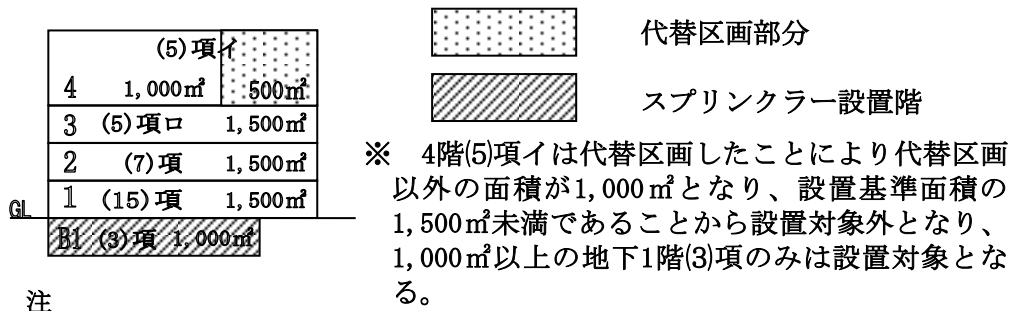 (5)項イ
4 1,000㎡ 500㎡
3 (5)項ロ 1,500㎡
2 (7)項 1,500㎡
1 (15)項 1,500㎡
GL
B1 (3)項 1,000㎡
注
代替区画部分
スプリンクラー設置階
※ 4階(5)項イは代替区画したことにより代替区画
以外の面積が1,000㎡となり、設置基準面積の
1,500㎡未満であることから設置対象外となり、
1,000㎡以上の地下1階(3)項のみは設置対象とな
る。